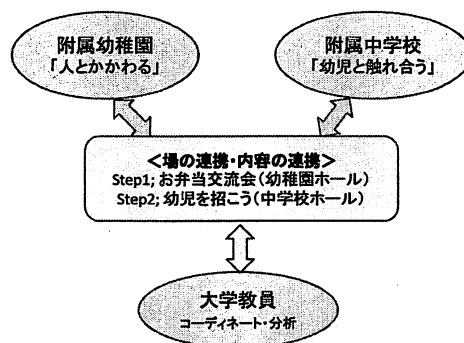 附属幼稚園
「人とかかわる」
附属中学校
「幼児と触れ合う」
＜場の連携・内容の連携＞
Step1; お弁当交流会（幼稚園ホール）
Step2; 幼児を招こう（中学校ホール）
大学教員
コーディネート・分析